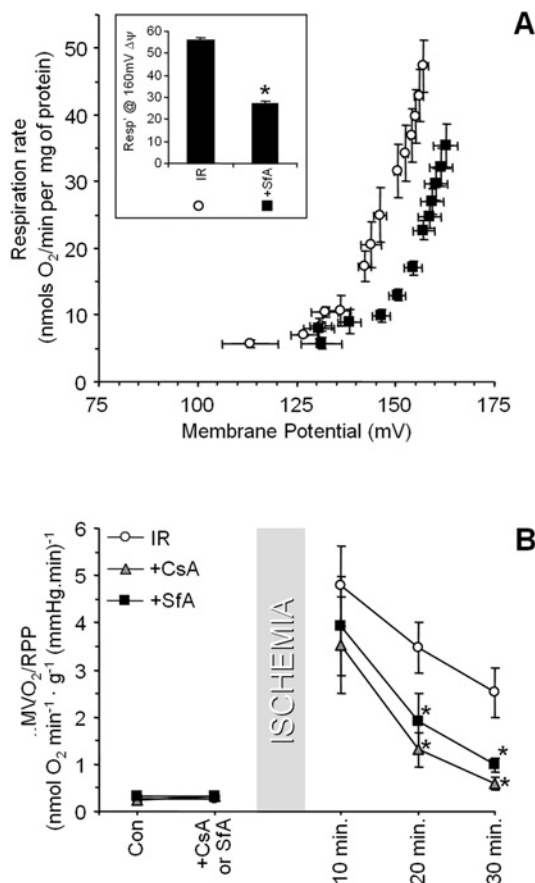 A
Respiration rate
(nmols O₂/min per mg of protein)
50
40
30
20
10
0
Resp' @ 160mV Δψ
60
50
40
30
20
10
0
*
IR
+SfA
75
100
125
150
175
Membrane Potential (mV)
B
..MVO₂/RPP
(nmol O₂ min⁻¹ · g⁻¹ (mmHg.min)⁻¹
6
5
4
3
2
1
0
IR
+CsA
+SfA
ISCHEMIA
*
*
*
*
Con
+CsA
or SfA
10 min.
20 min.
30 min.